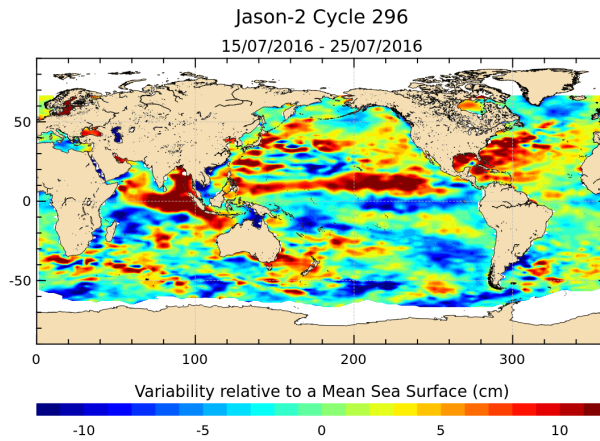 Jason-2 Cycle 296
15/07/2016 - 25/07/2016
50
0
-50
0 100 200 300
Variability relative to a Mean Sea Surface (cm)
-10 -5 0 5 10